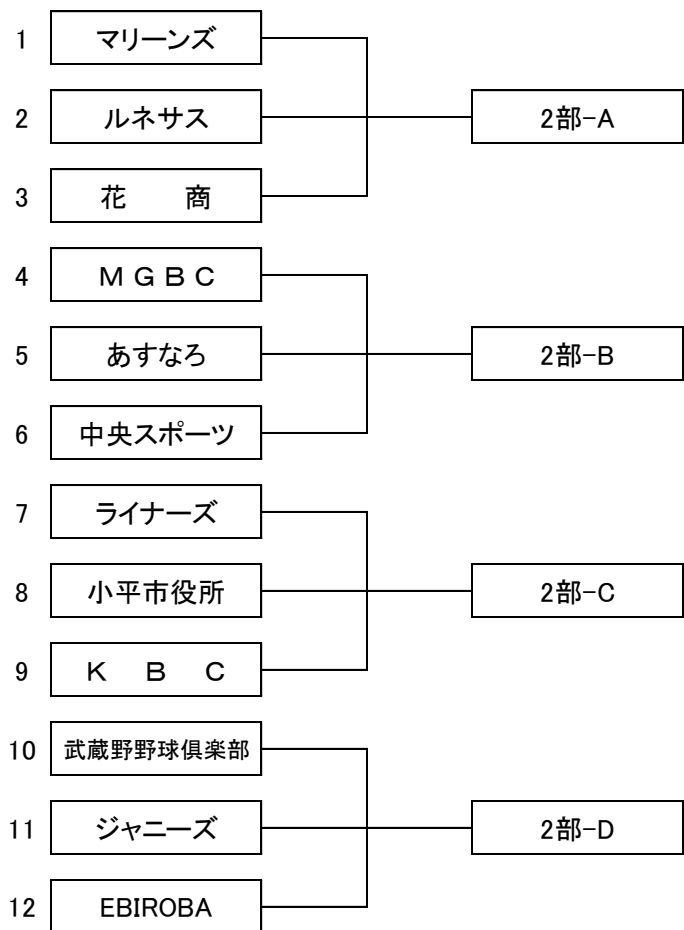 1 マリーンズ
2 ルネサス 2部-A
3 花　　商
4 ＭＧＢＣ
5 あすなろ 2部-B
6 中央スポーツ
7 ライナーズ
8 小平市役所 2部-C
9 Ｋ　Ｂ　Ｃ
10 武蔵野野球倶楽部
11 ジャニーズ 2部-D
12 EBIROBA